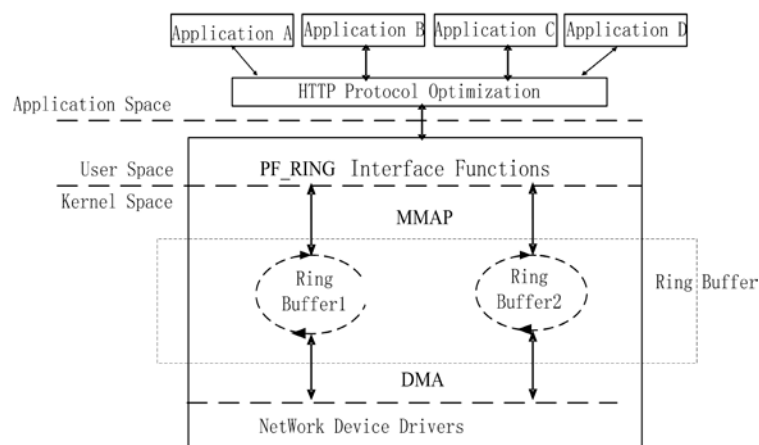 Application A Application B Application C Application D
HTTP Protocol Optimization
Application Space
User Space PF_RING Interface Functions
Kernel Space
MMAP
Ring
Buffer1
Ring
Buffer2
Ring Buffer
DMA
NetWork Device Drivers